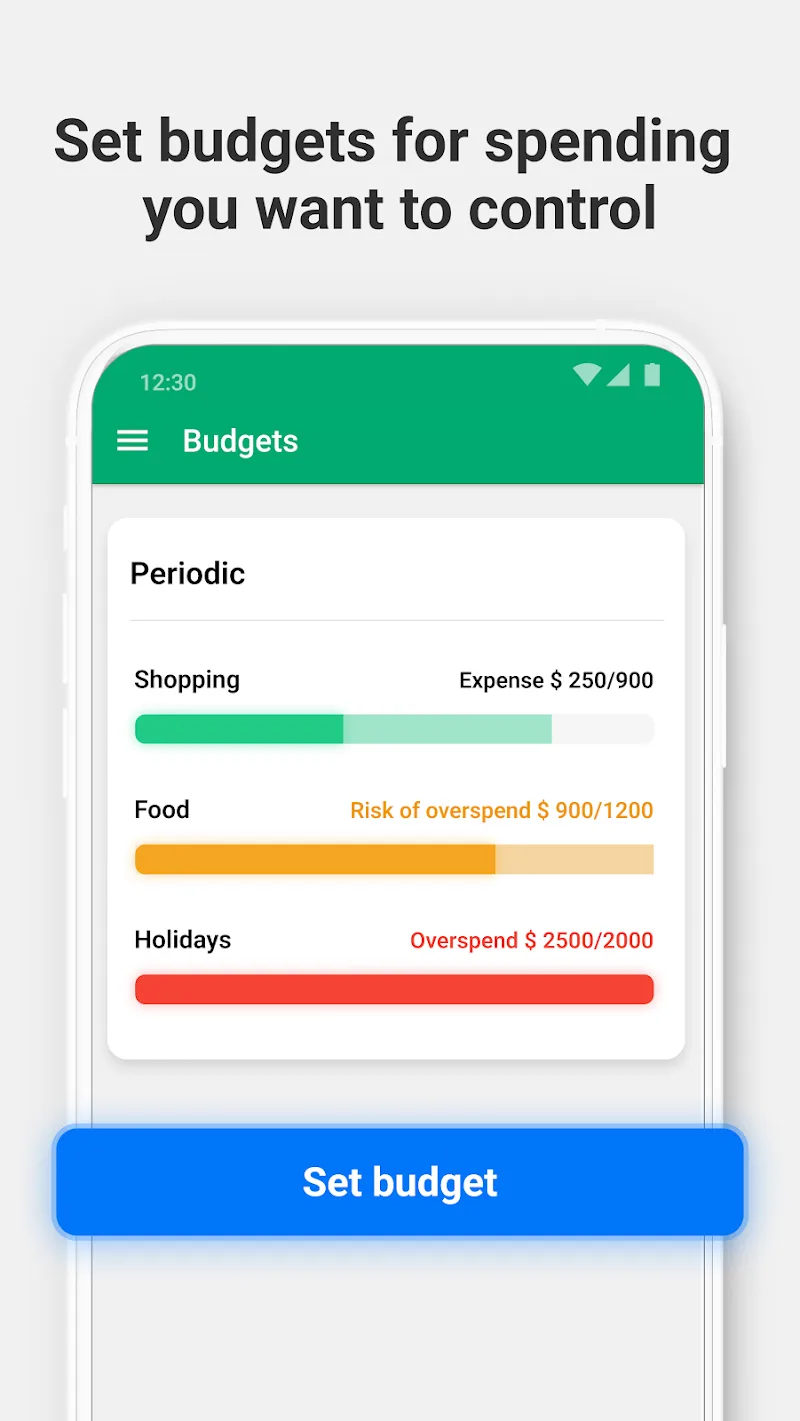 Set budgets for spending
you want to control
12:30
Budgets
Periodic
Shopping Expense $ 250/900
Food Risk of overspend $ 900/1200
Holidays Overspend $ 2500/2000
Set budget